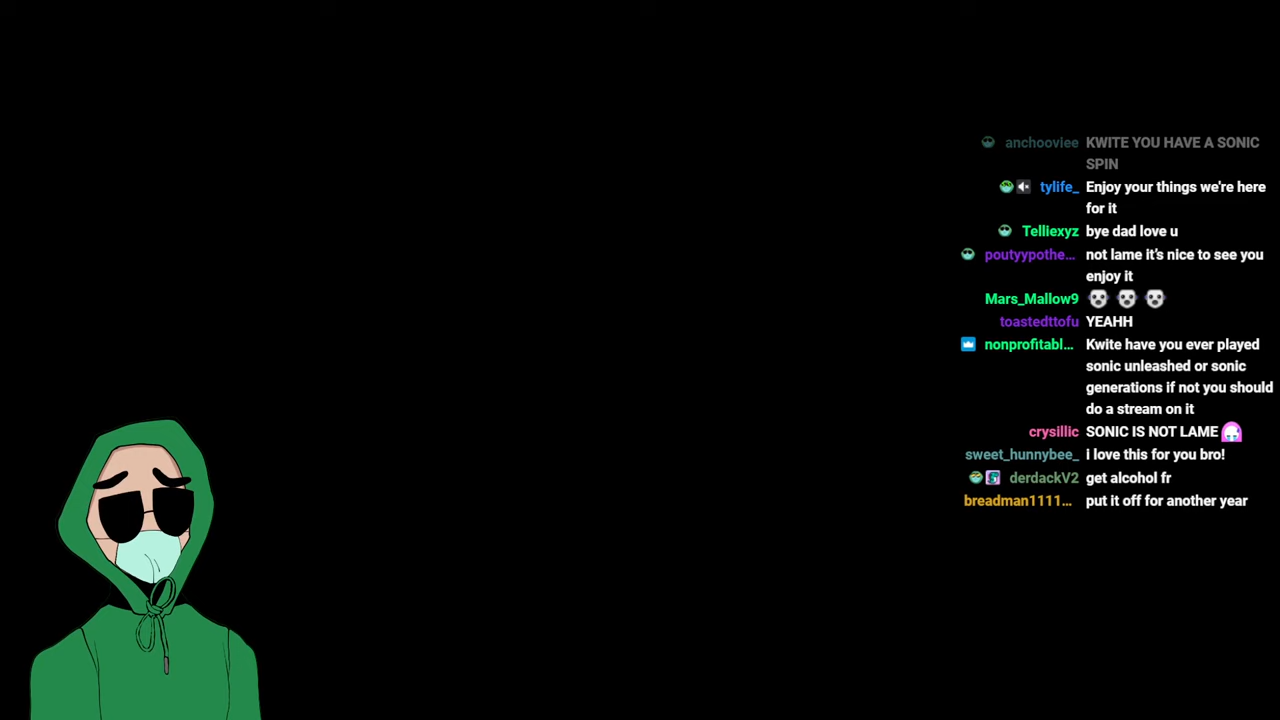 anchooviee KWITE YOU HAVE A SONIC
SPIN
tylife_ Enjoy your things we're here
for it
Telliexyz bye dad love u
poutyypothe... not lame it's nice to see you
enjoy it
Mars_Mallow9
toastedttofu YEAHH
nonprofitabl... Kwite have you ever played
sonic unleashed or sonic
generations if not you should
do a stream on it
crysillic SONIC IS NOT LAME
sweet_hunnybee_ i love this for you bro!
derdackV2 get alcohol fr
breadman1111... put it off for another year